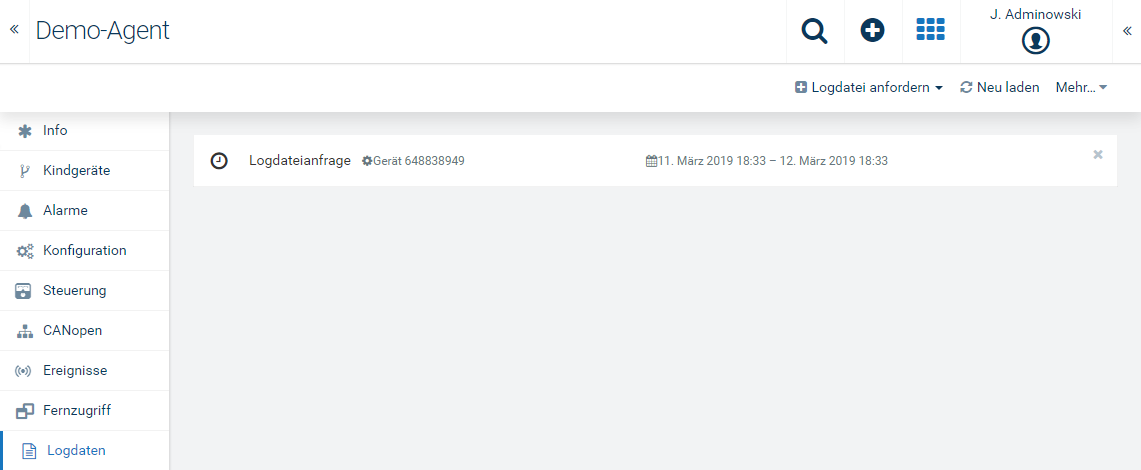 Demo-Agent
J. Adminowski
Logdatei anfordern
Neu laden
Mehr...
Info
Kindgeräte
Alarme
Konfiguration
Steuerung
CANopen
Ereignisse
Fernzugriff
Logdaten
Logdateianfrage Gerät 648838949 11. März 2019 18:33 – 12. März 2019 18:33